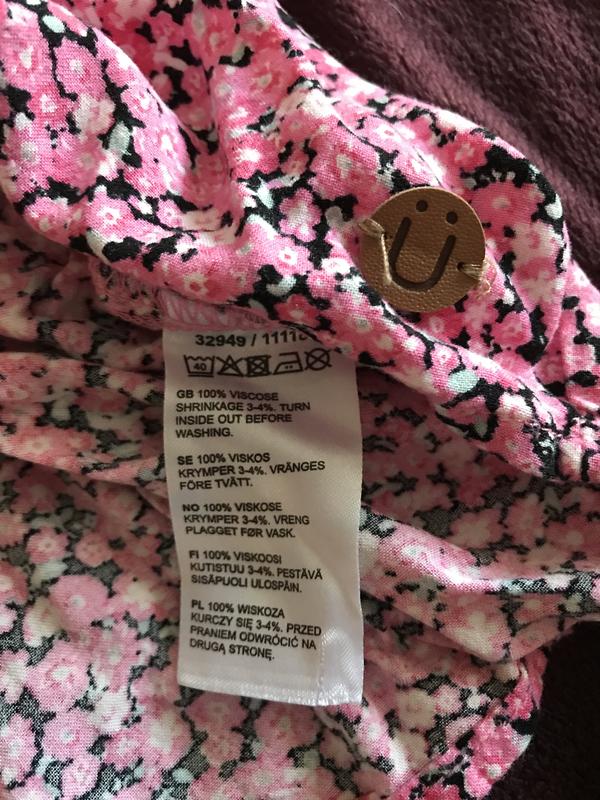 Ü
32949 / 1111
40
GB 100% VISCOSE
SHRINKAGE 3-4%. TURN
INSIDE OUT BEFORE
WASHING.
SE 100% VISKOS
KRYMPER 3-4%. VRÄNGES
FÖRE TVÄTT.
NO 100% VISKOSE
KRYMPER 3-4%. VRENG
PLAGGET FØR VASK.
FI 100% VISKOOSI
KUTISTUU 3-4%. PESTÄVÄ
SISÄPUOLI ULOSPÄIN.
PL 100% WISKOZA
KURCZY SIĘ 3-4%. PRZED
PRANIEM ODWRÓCIĆ NA
DRUGĄ STRONĘ.